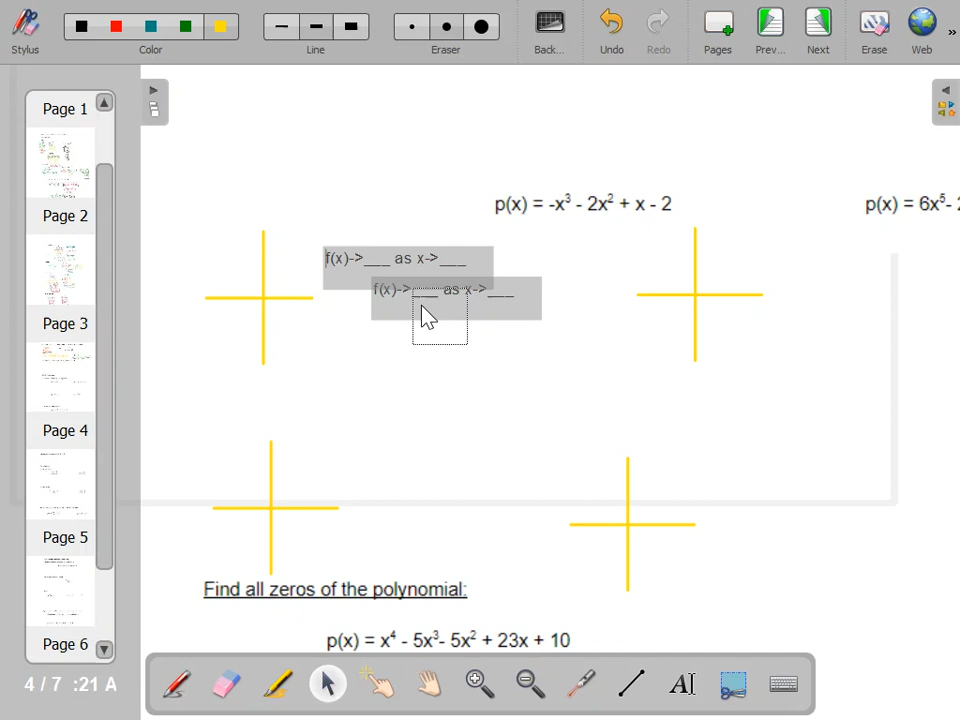 Stylus
Color
Line
Eraser
Back...
Undo
Redo
Pages
Prev...
Next
Erase
Web
»
Page 1
Page 2
Page 3
Page 4
Page 5
Page 6
4 / 7 :21 A
p(x) = -x³ - 2x² + x - 2
p(x) = 6x⁵- 2
f(x)->___ as x->___
f(x)->___ as x->___
Find all zeros of the polynomial:
p(x) = x⁴ - 5x³- 5x² + 23x + 10
A